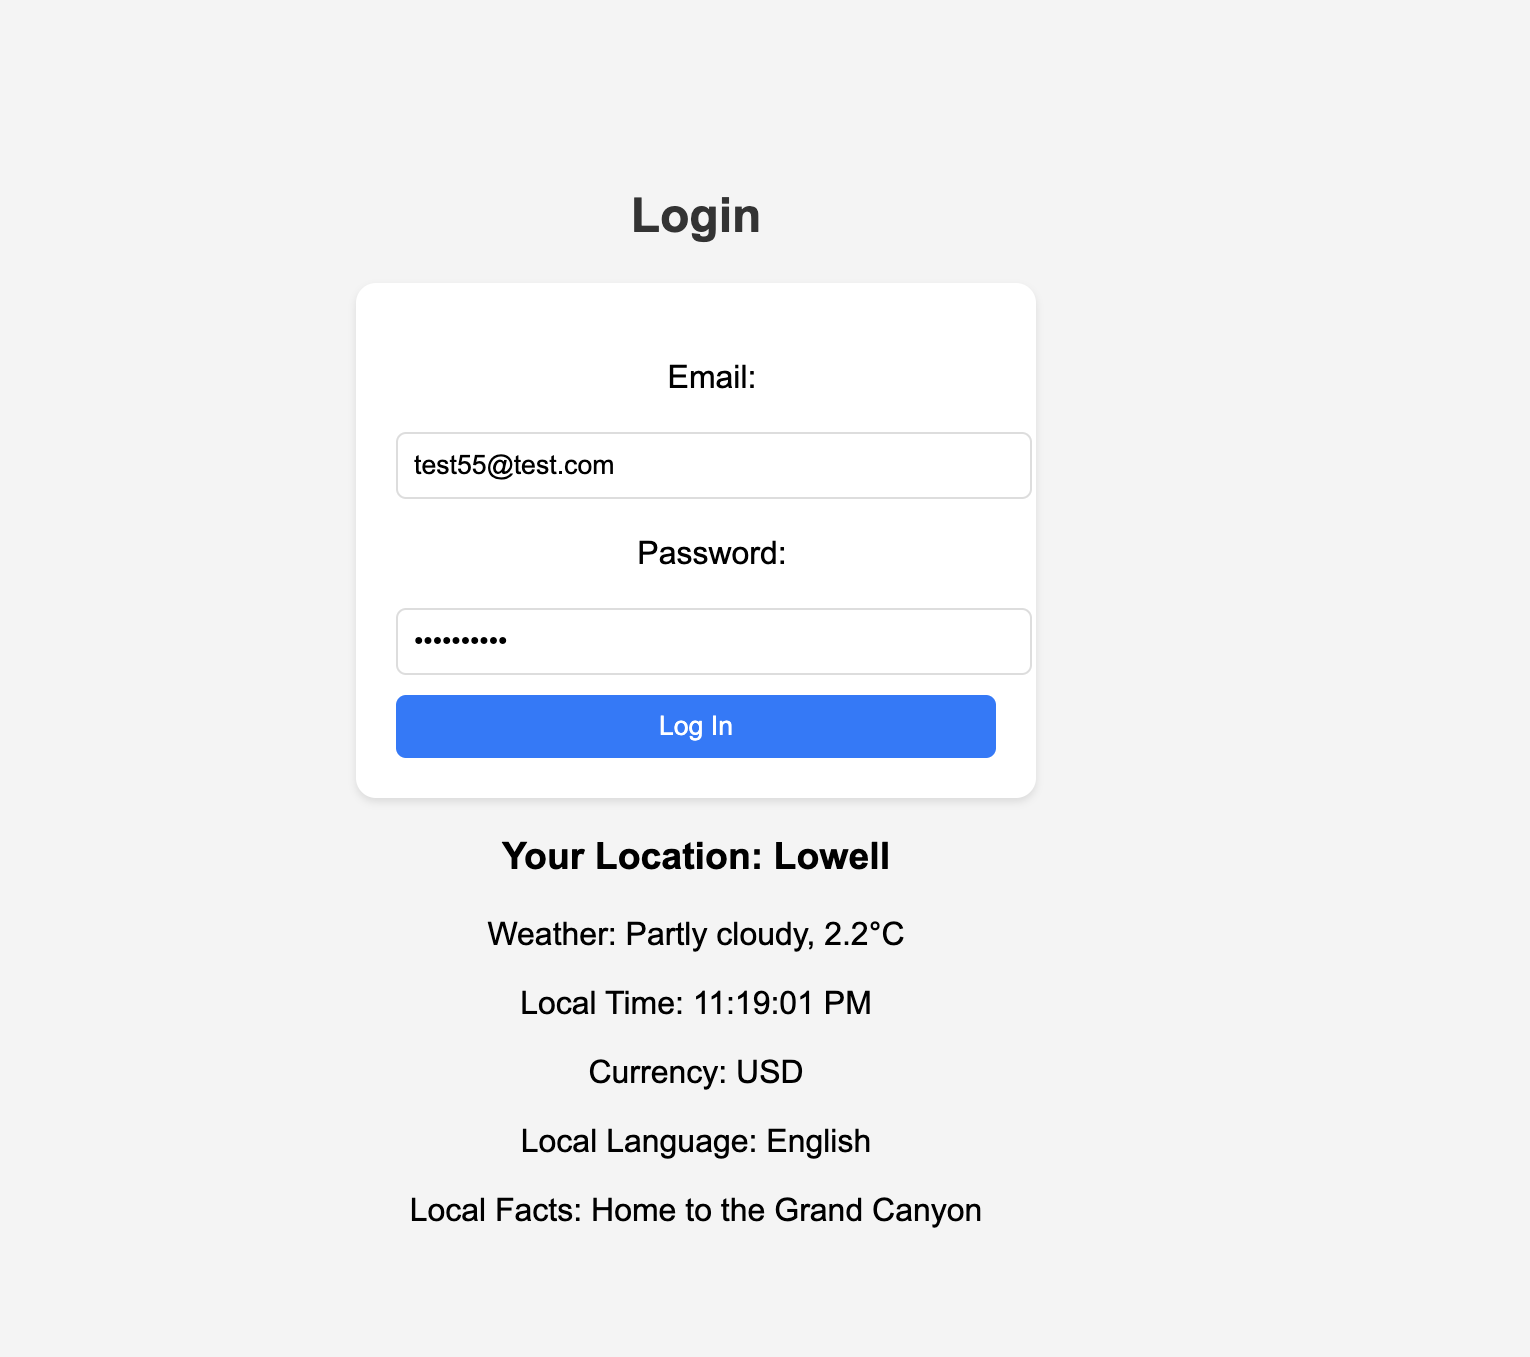 Login
Email:
test55@test.com
Password:
••••••••••
Log In
Your Location: Lowell
Weather: Partly cloudy, 2.2°C
Local Time: 11:19:01 PM
Currency: USD
Local Language: English
Local Facts: Home to the Grand Canyon